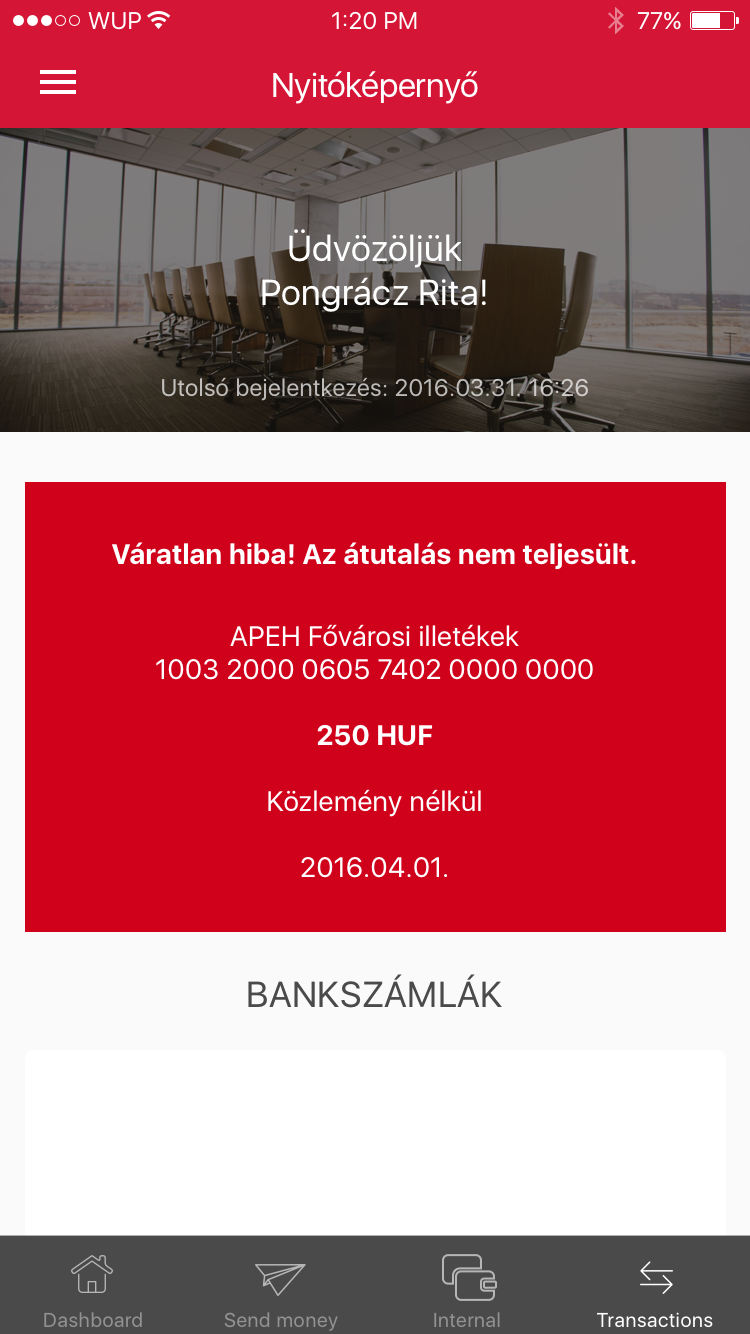 WUP 1:20 PM 77%
Nyitóképernyő
Üdvözöljük
Pongrácz Rita!
Utolsó bejelentkezés: 2016.03.31. 16:26
Váratlan hiba! Az átutalás nem teljesült.
APEH Fővárosi illetékek
1003 2000 0605 7402 0000 0000
250 HUF
Közlemény nélkül
2016.04.01.
BANKSZÁMLÁK
Dashboard Send money Internal Transactions